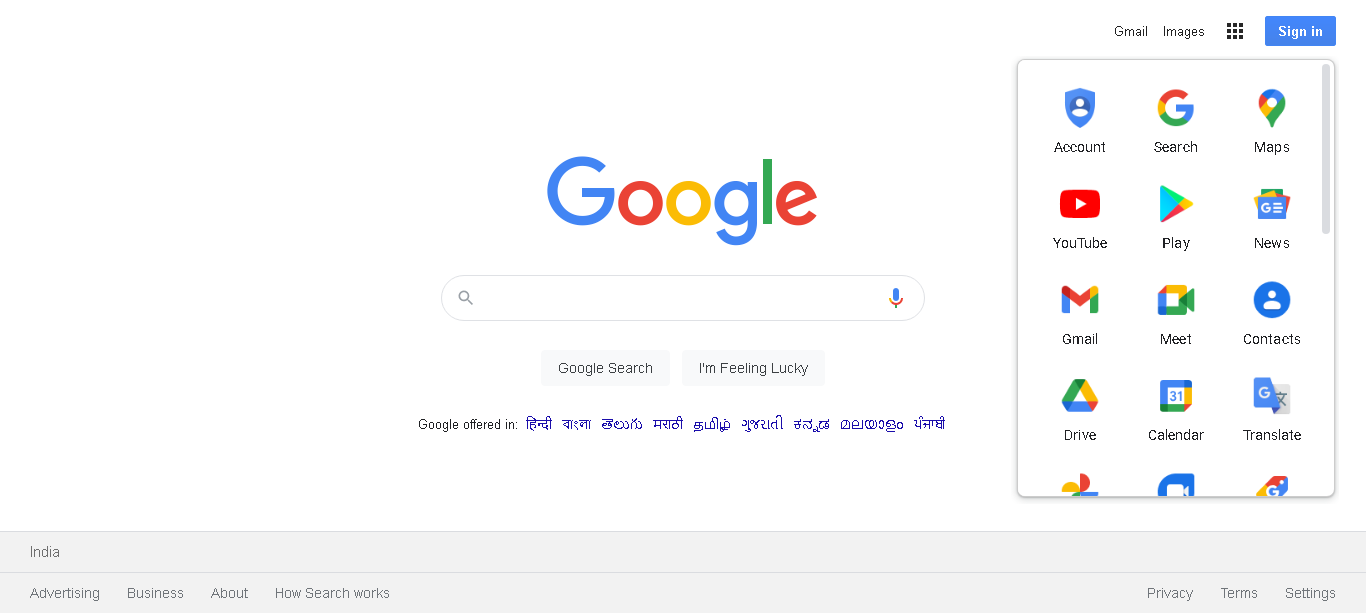 Gmail Images Sign in
Account Search Maps
Google
YouTube Play News
Gmail Meet Contacts
Google Search I'm Feeling Lucky
Google offered in: हिन्दी বাংলা తెలుగు मराठी தமிழ் ગુજરાતી ಕನ್ನಡ മലയാളം ਪੰਜਾਬੀ
31
Drive Calendar Translate
India
Advertising Business About How Search works Privacy Terms Settings